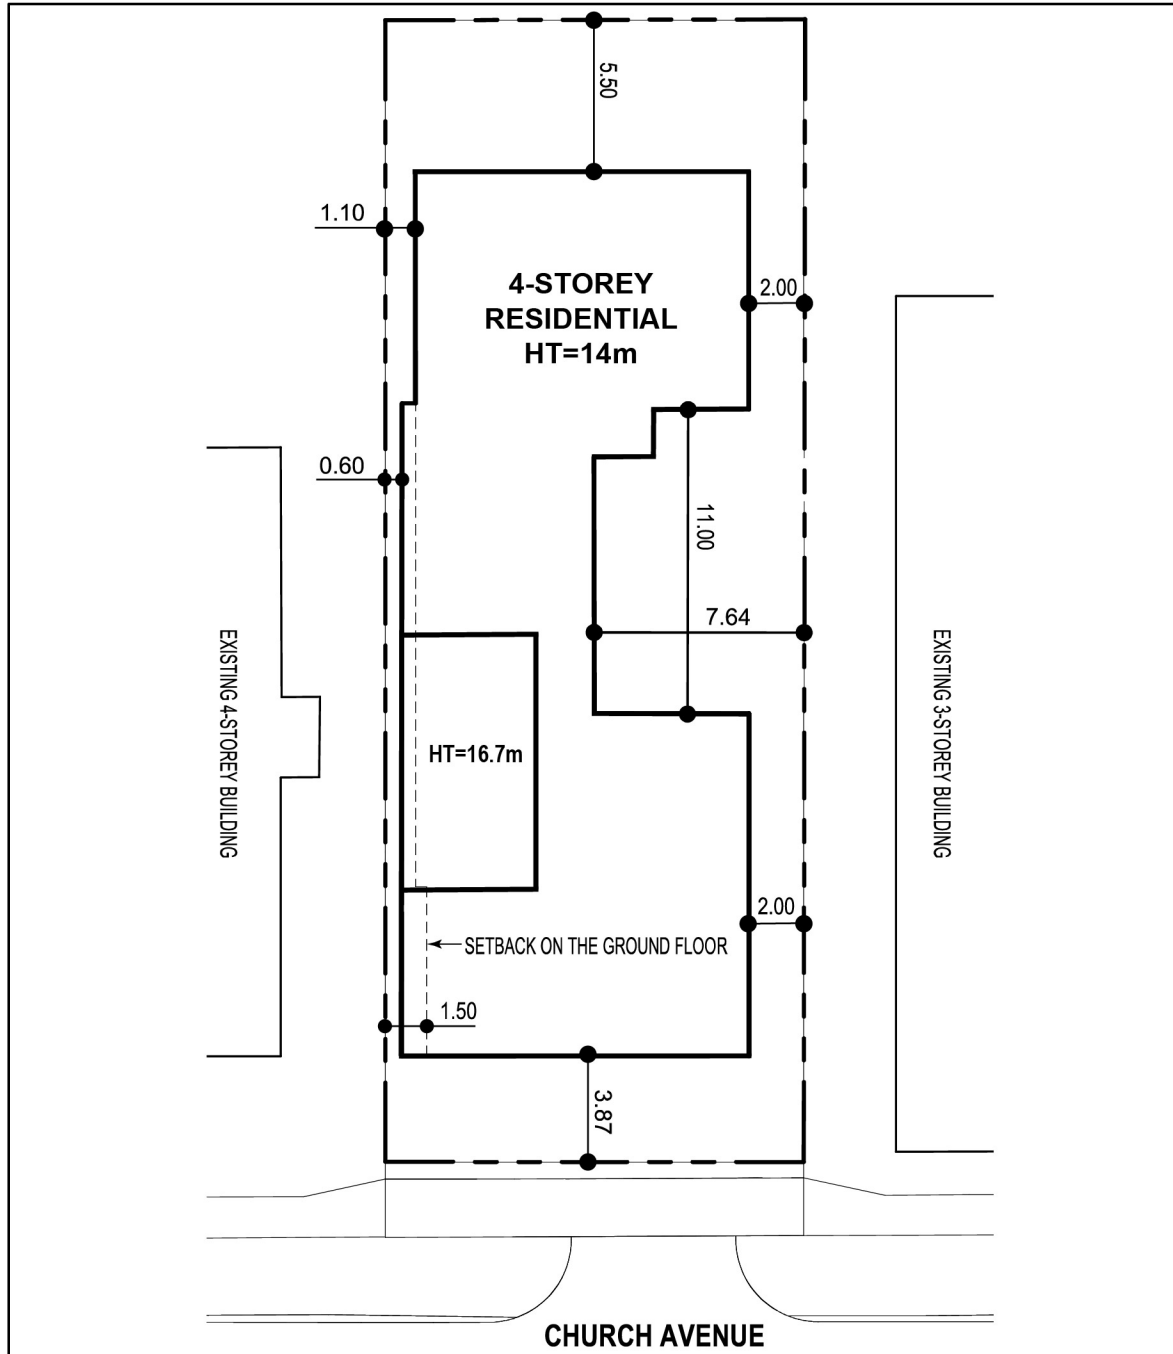 5.50
1.10
4-STOREY
RESIDENTIAL
HT=14m
2.00
0.60
11.00
7.64
EXISTING 4-STOREY BUILDING
EXISTING 3-STOREY BUILDING
HT=16.7m
2.00
SETBACK ON THE GROUND FLOOR
1.50
3.87
CHURCH AVENUE